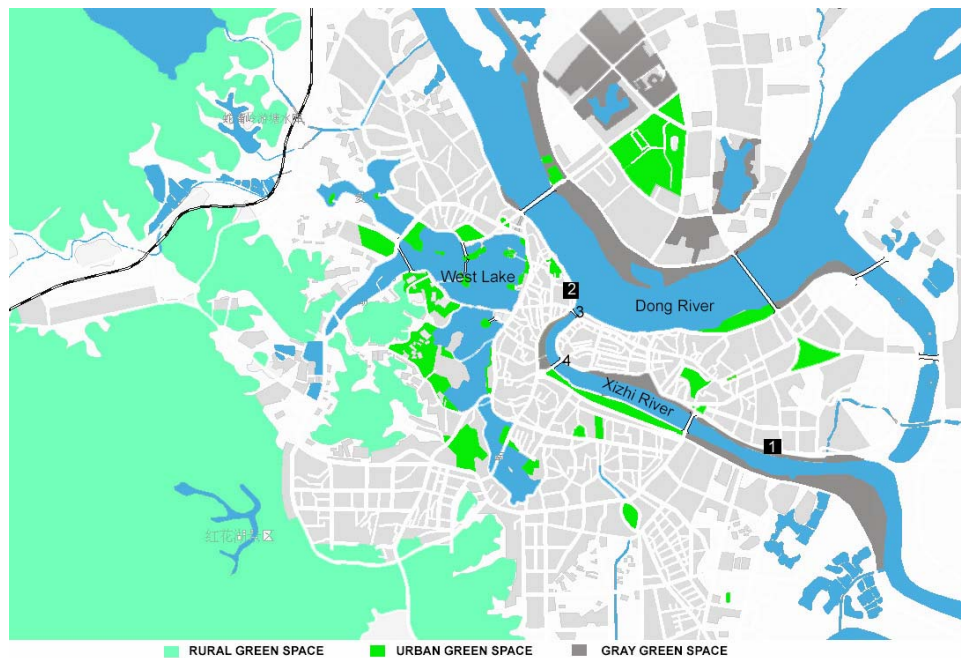 West Lake
2
3
Dong River
4
Xizhi River
1
红花湖景区
RURAL GREEN SPACE
URBAN GREEN SPACE
GRAY GREEN SPACE